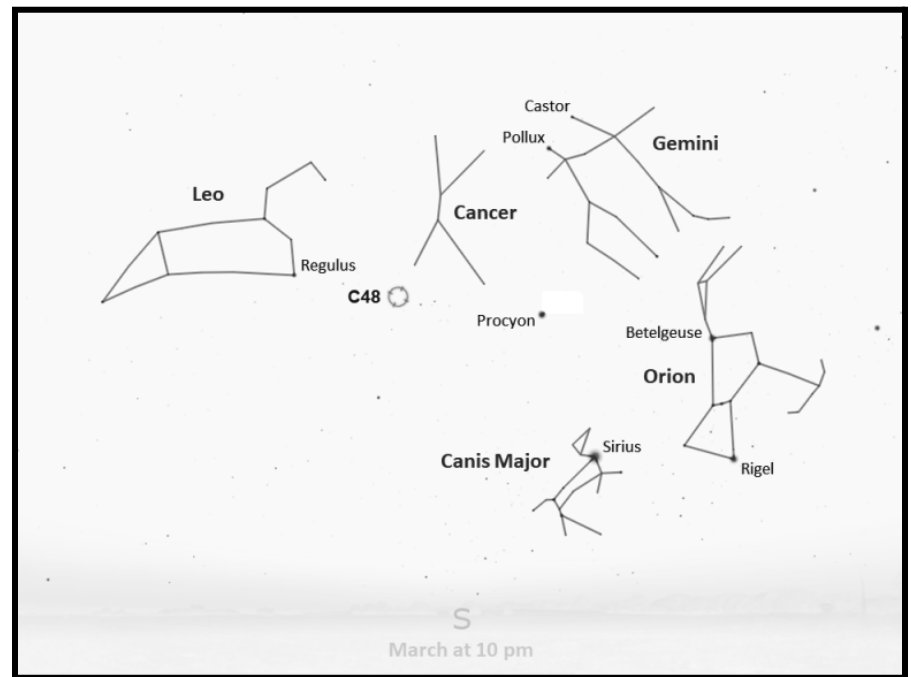 Castor
Pollux
Gemini
Leo
Cancer
Regulus
C48
Procyon
Betelgeuse
Orion
Canis Major
Sirius
Rigel
S
March at 10 pm